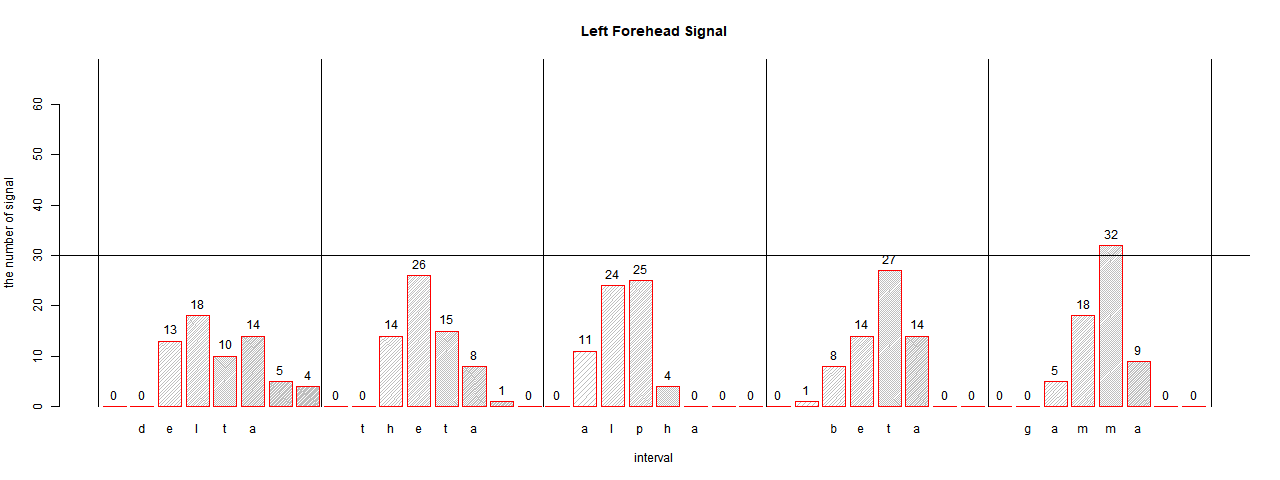 Left Forehead Signal
the number of signal
60
50
40
30
20
10
0
0 0 13 18 10 14 5 4 0 0 14 26 15 8 1 0 0 11 24 25 4 0 0 0 0 1 8 14 27 14 0 0 0 0 5 18 32 9 0 0
d e l t a t h e t a a l p h a b e t a g a m m a
interval